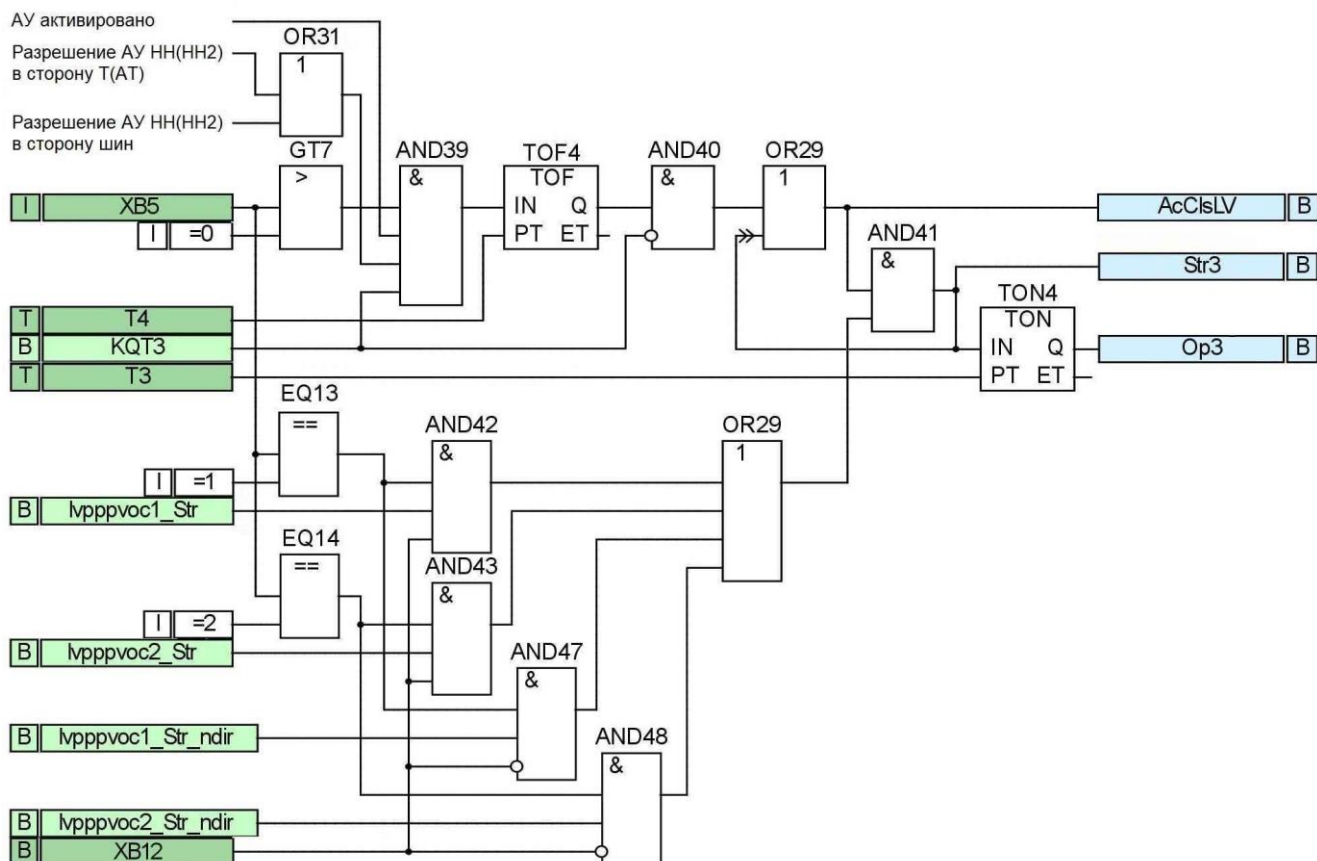 АУ активировано
OR31
Разрешение АУ НН(НН2)
в сторону Т(АТ)
1
Разрешение АУ НН(НН2)
в сторону шин
GT7
AND39
TOF4
AND40
OR29
>
&
TOF
&
1
I XB5
IN Q
AcClsLV B
I =0
PT ET
AND41
&
Str3 B
TON4
T T4
TON
B KQT3
IN Q
Op3 B
T T3
PT ET
EQ13
==
AND42
&
OR29
1
I =1
B lvpppvoc1_Str
EQ14
==
AND43
&
I =2
B lvpppvoc2_Str
AND47
&
B lvpppvoc1_Str_ndir
AND48
&
B lvpppvoc2_Str_ndir
B XB12